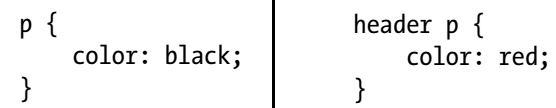 p {
    color: black;
}
header p {
    color: red;
}